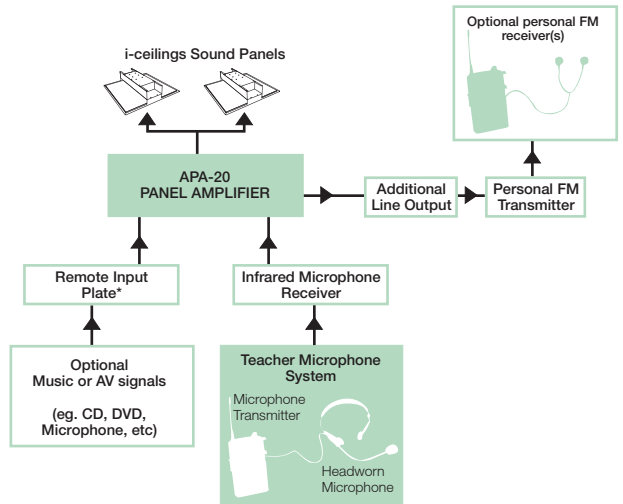 Optional personal FM
receiver(s)
i-ceilings Sound Panels
APA-20
PANEL AMPLIFIER
Additional
Line Output
Personal FM
Transmitter
Remote Input
Plate*
Infrared Microphone
Receiver
Optional
Music or AV signals
(eg. CD, DVD,
Microphone, etc)
Teacher Microphone
System
Microphone
Transmitter
Headworn
Microphone